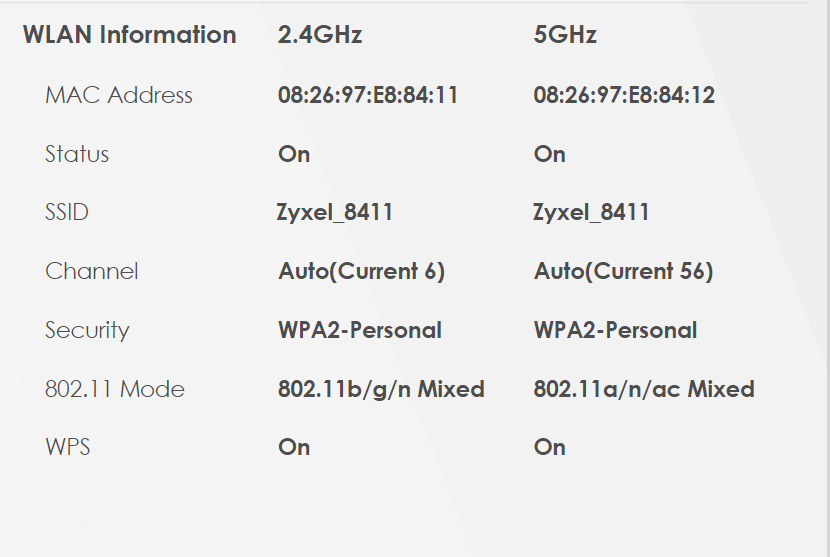 WLAN Information 2.4GHz 5GHz
MAC Address 08:26:97:E8:84:11 08:26:97:E8:84:12
Status On On
SSID Zyxel_8411 Zyxel_8411
Channel Auto(Current 6) Auto(Current 56)
Security WPA2-Personal WPA2-Personal
802.11 Mode 802.11b/g/n Mixed 802.11a/n/ac Mixed
WPS On On